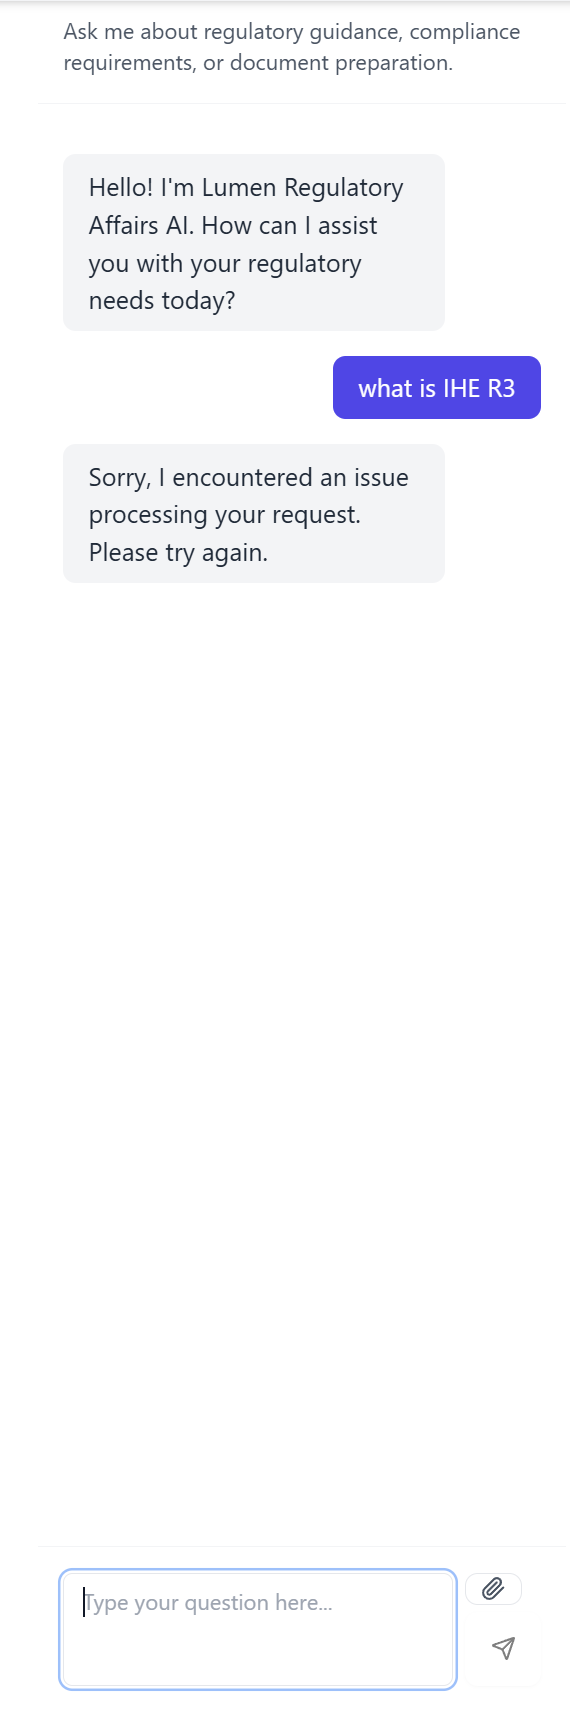 Ask me about regulatory guidance, compliance
requirements, or document preparation.
Hello! I'm Lumen Regulatory
Affairs AI. How can I assist
you with your regulatory
needs today?
what is IHE R3
Sorry, I encountered an issue
processing your request.
Please try again.
Type your question here...